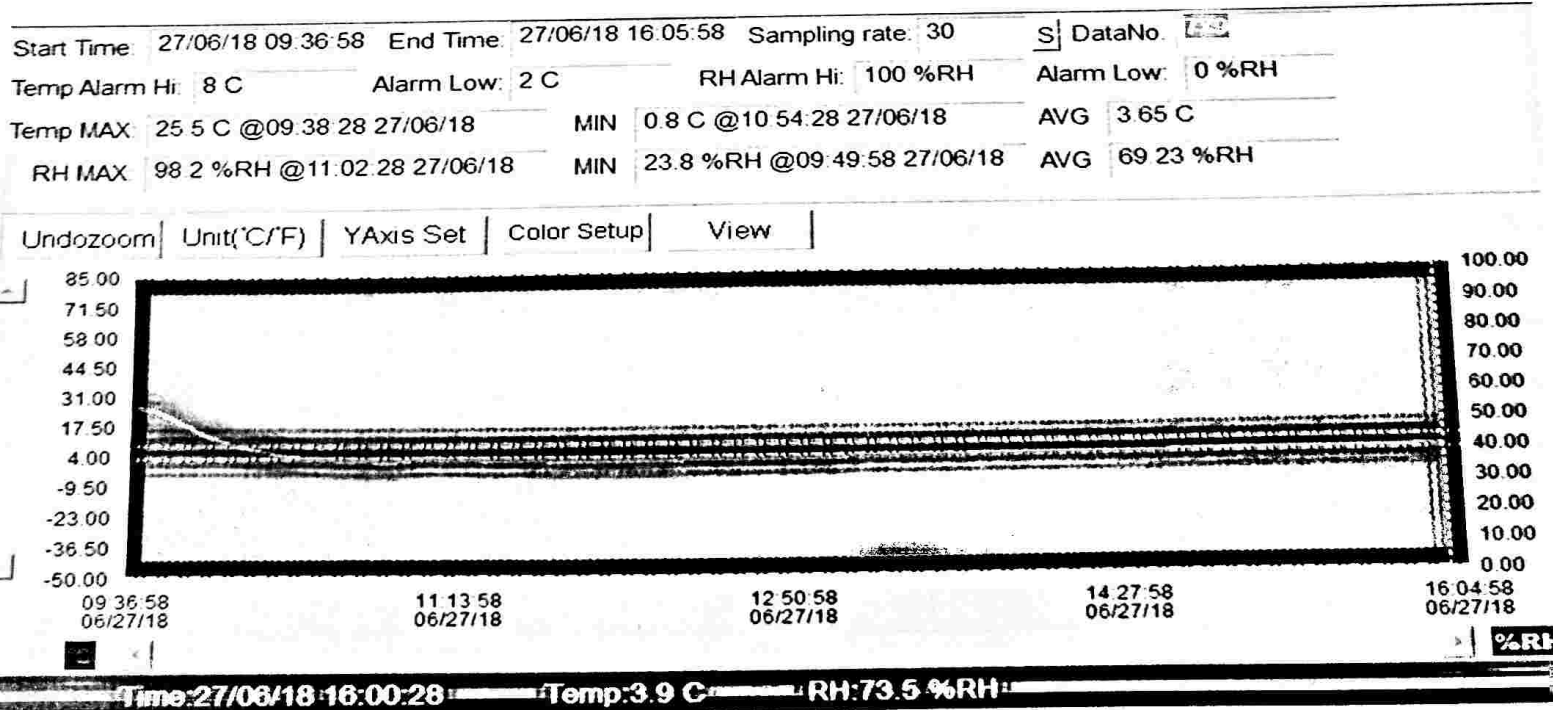 Start Time: 27/06/18 09:36:58 End Time: 27/06/18 16:05:58 Sampling rate: 30 S DataNo.
Temp Alarm Hi: 8 C Alarm Low: 2 C RH Alarm Hi: 100 %RH Alarm Low: 0 %RH
Temp MAX: 25.5 C @09:38:28 27/06/18 MIN 0.8 C @10:54:28 27/06/18 AVG 3.65 C
RH MAX: 98.2 %RH @11:02:28 27/06/18 MIN 23.8 %RH @09:49:58 27/06/18 AVG 69.23 %RH
Undozoom Unit(°C/°F) YAxis Set Color Setup View
85.00 100.00
71.50 90.00
58.00 80.00
44.50 70.00
31.00 60.00
17.50 50.00
4.00 40.00
-9.50 30.00
-23.00 20.00
-36.50 10.00
-50.00 0.00
09:36:58 11:13:58 12:50:58 14:27:58 16:04:58
06/27/18 06/27/18 06/27/18 06/27/18 06/27/18
%RH
Time:27/06/18 16:00:28 Temp:3.9 C RH:73.5 %RH